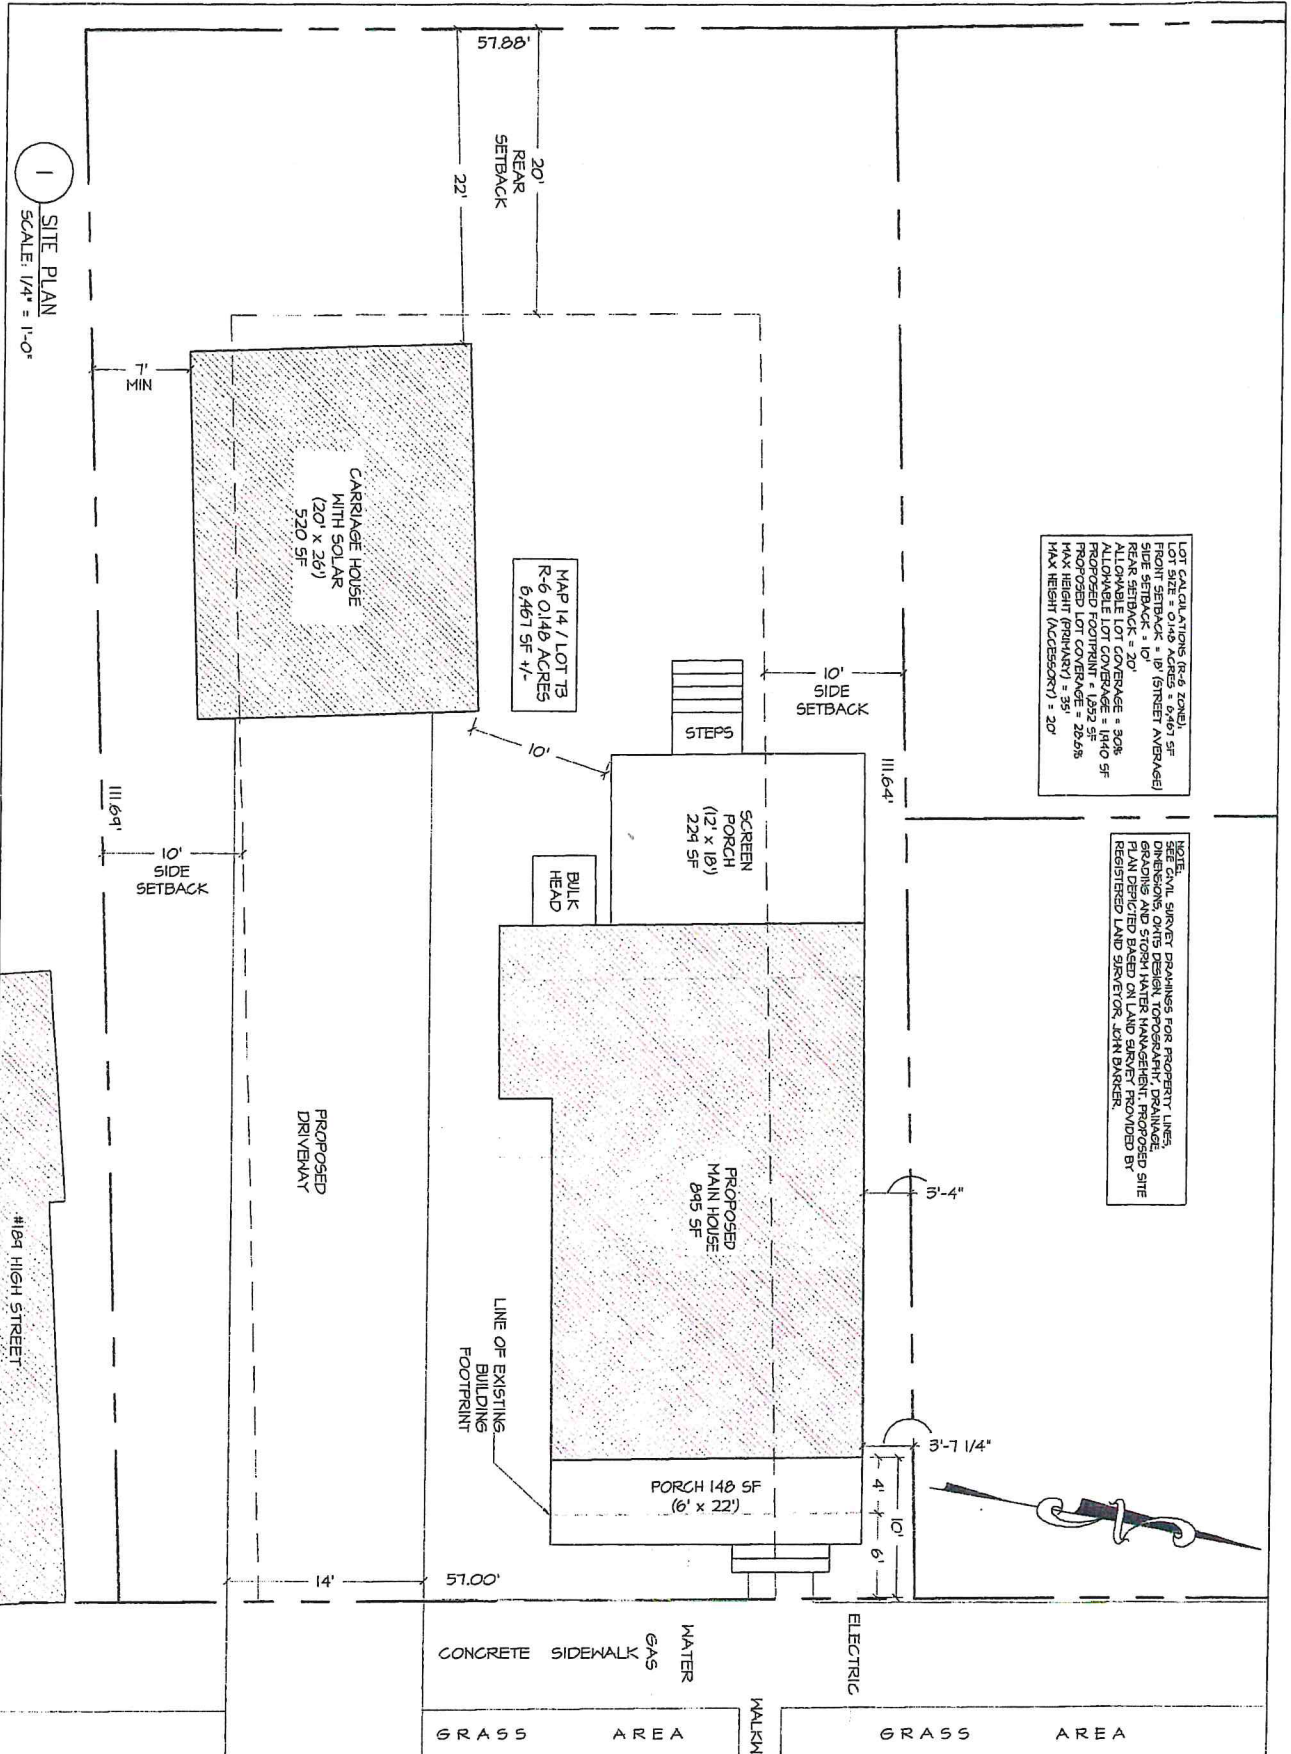 LOT CALCULATIONS (R-6 ZONE):
LOT SIZE = 0.148 ACRES = 6,467 SF
FRONT SETBACK = 18' (STREET AVERAGE)
SIDE SETBACK = 10'
REAR SETBACK = 20'
ALLOWABLE LOT COVERAGE = 30%
ALLOWABLE LOT COVERAGE = 1,940 SF
PROPOSED FOOTPRINT = 1,852 SF
PROPOSED LOT COVERAGE = 28.6%
MAX HEIGHT (PRIMARY) = 35'
MAX HEIGHT (ACCESSORY) = 20'
NOTE:
SEE CIVIL SURVEY DRAWINGS FOR PROPERTY LINES,
DIMENSIONS, OWTS DESIGN, TOPOGRAPHY, DRAINAGE,
GRADING AND STORM WATER MANAGEMENT. PROPOSED SITE
PLAN DEPICTED BASED ON LAND SURVEY PROVIDED BY
REGISTERED LAND SURVEYOR, JOHN BARKER.
57.88'
20'
REAR
SETBACK
22'
10'
SIDE
SETBACK
111.64'
3'-4"
3'-7 1/4"
4'
10'
6'
MAP 14 / LOT 73
R-6 0.148 ACRES
6,467 SF +/-
STEPS
SCREEN
PORCH
(12' x 18')
229 SF
10'
BULK
HEAD
PROPOSED
MAIN HOUSE
895 SF
PORCH 148 SF
(6' x 22')
LINE OF EXISTING
BUILDING
FOOTPRINT
CARRIAGE HOUSE
WITH SOLAR
(20' x 26')
520 SF
7'
MIN
PROPOSED
DRIVEWAY
111.69'
10'
SIDE
SETBACK
14'
57.00'
ELECTRIC
WATER
GAS
CONCRETE SIDEWALK
WALKW
GRASS AREA
GRASS AREA
#189 HIGH STREET
1
SITE PLAN
SCALE: 1/4" = 1'-0"